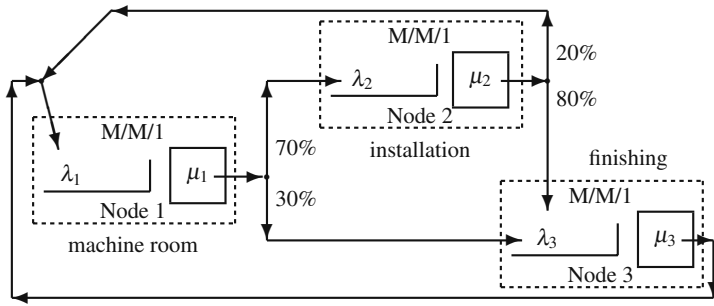 M/M/1
λ2
μ2
20%
80%
Node 2
installation
M/M/1
λ1
μ1
70%
30%
Node 1
machine room
finishing
M/M/1
λ3
μ3
Node 3